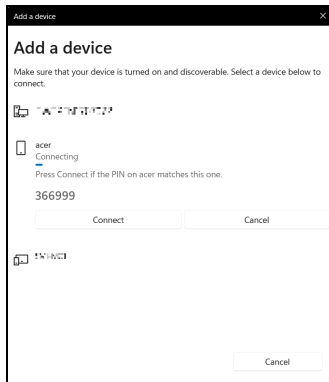 Add a device
Add a device
Make sure that your device is turned on and discoverable. Select a device below to
connect.
acer
Connecting
Press Connect if the PIN on acer matches this one.
366999
Connect Cancel
Cancel